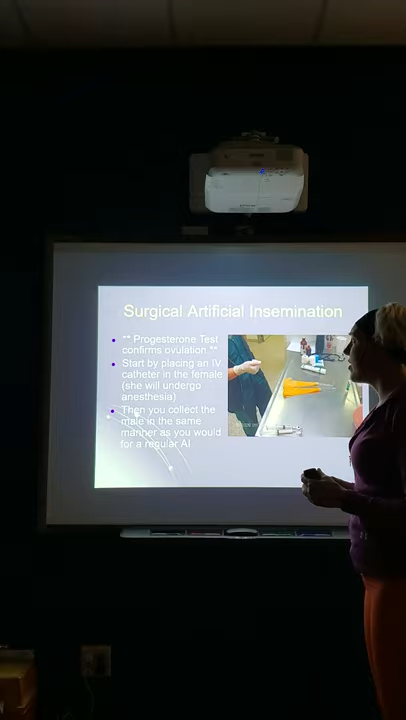 Surgical Artificial Insemination
** Progesterone Test
confirms ovulation.**
Start by placing an IV
catheter in the female
(she will undergo
anesthesia)
Then you collect the
male in the same
manner as you would
for a regular AI